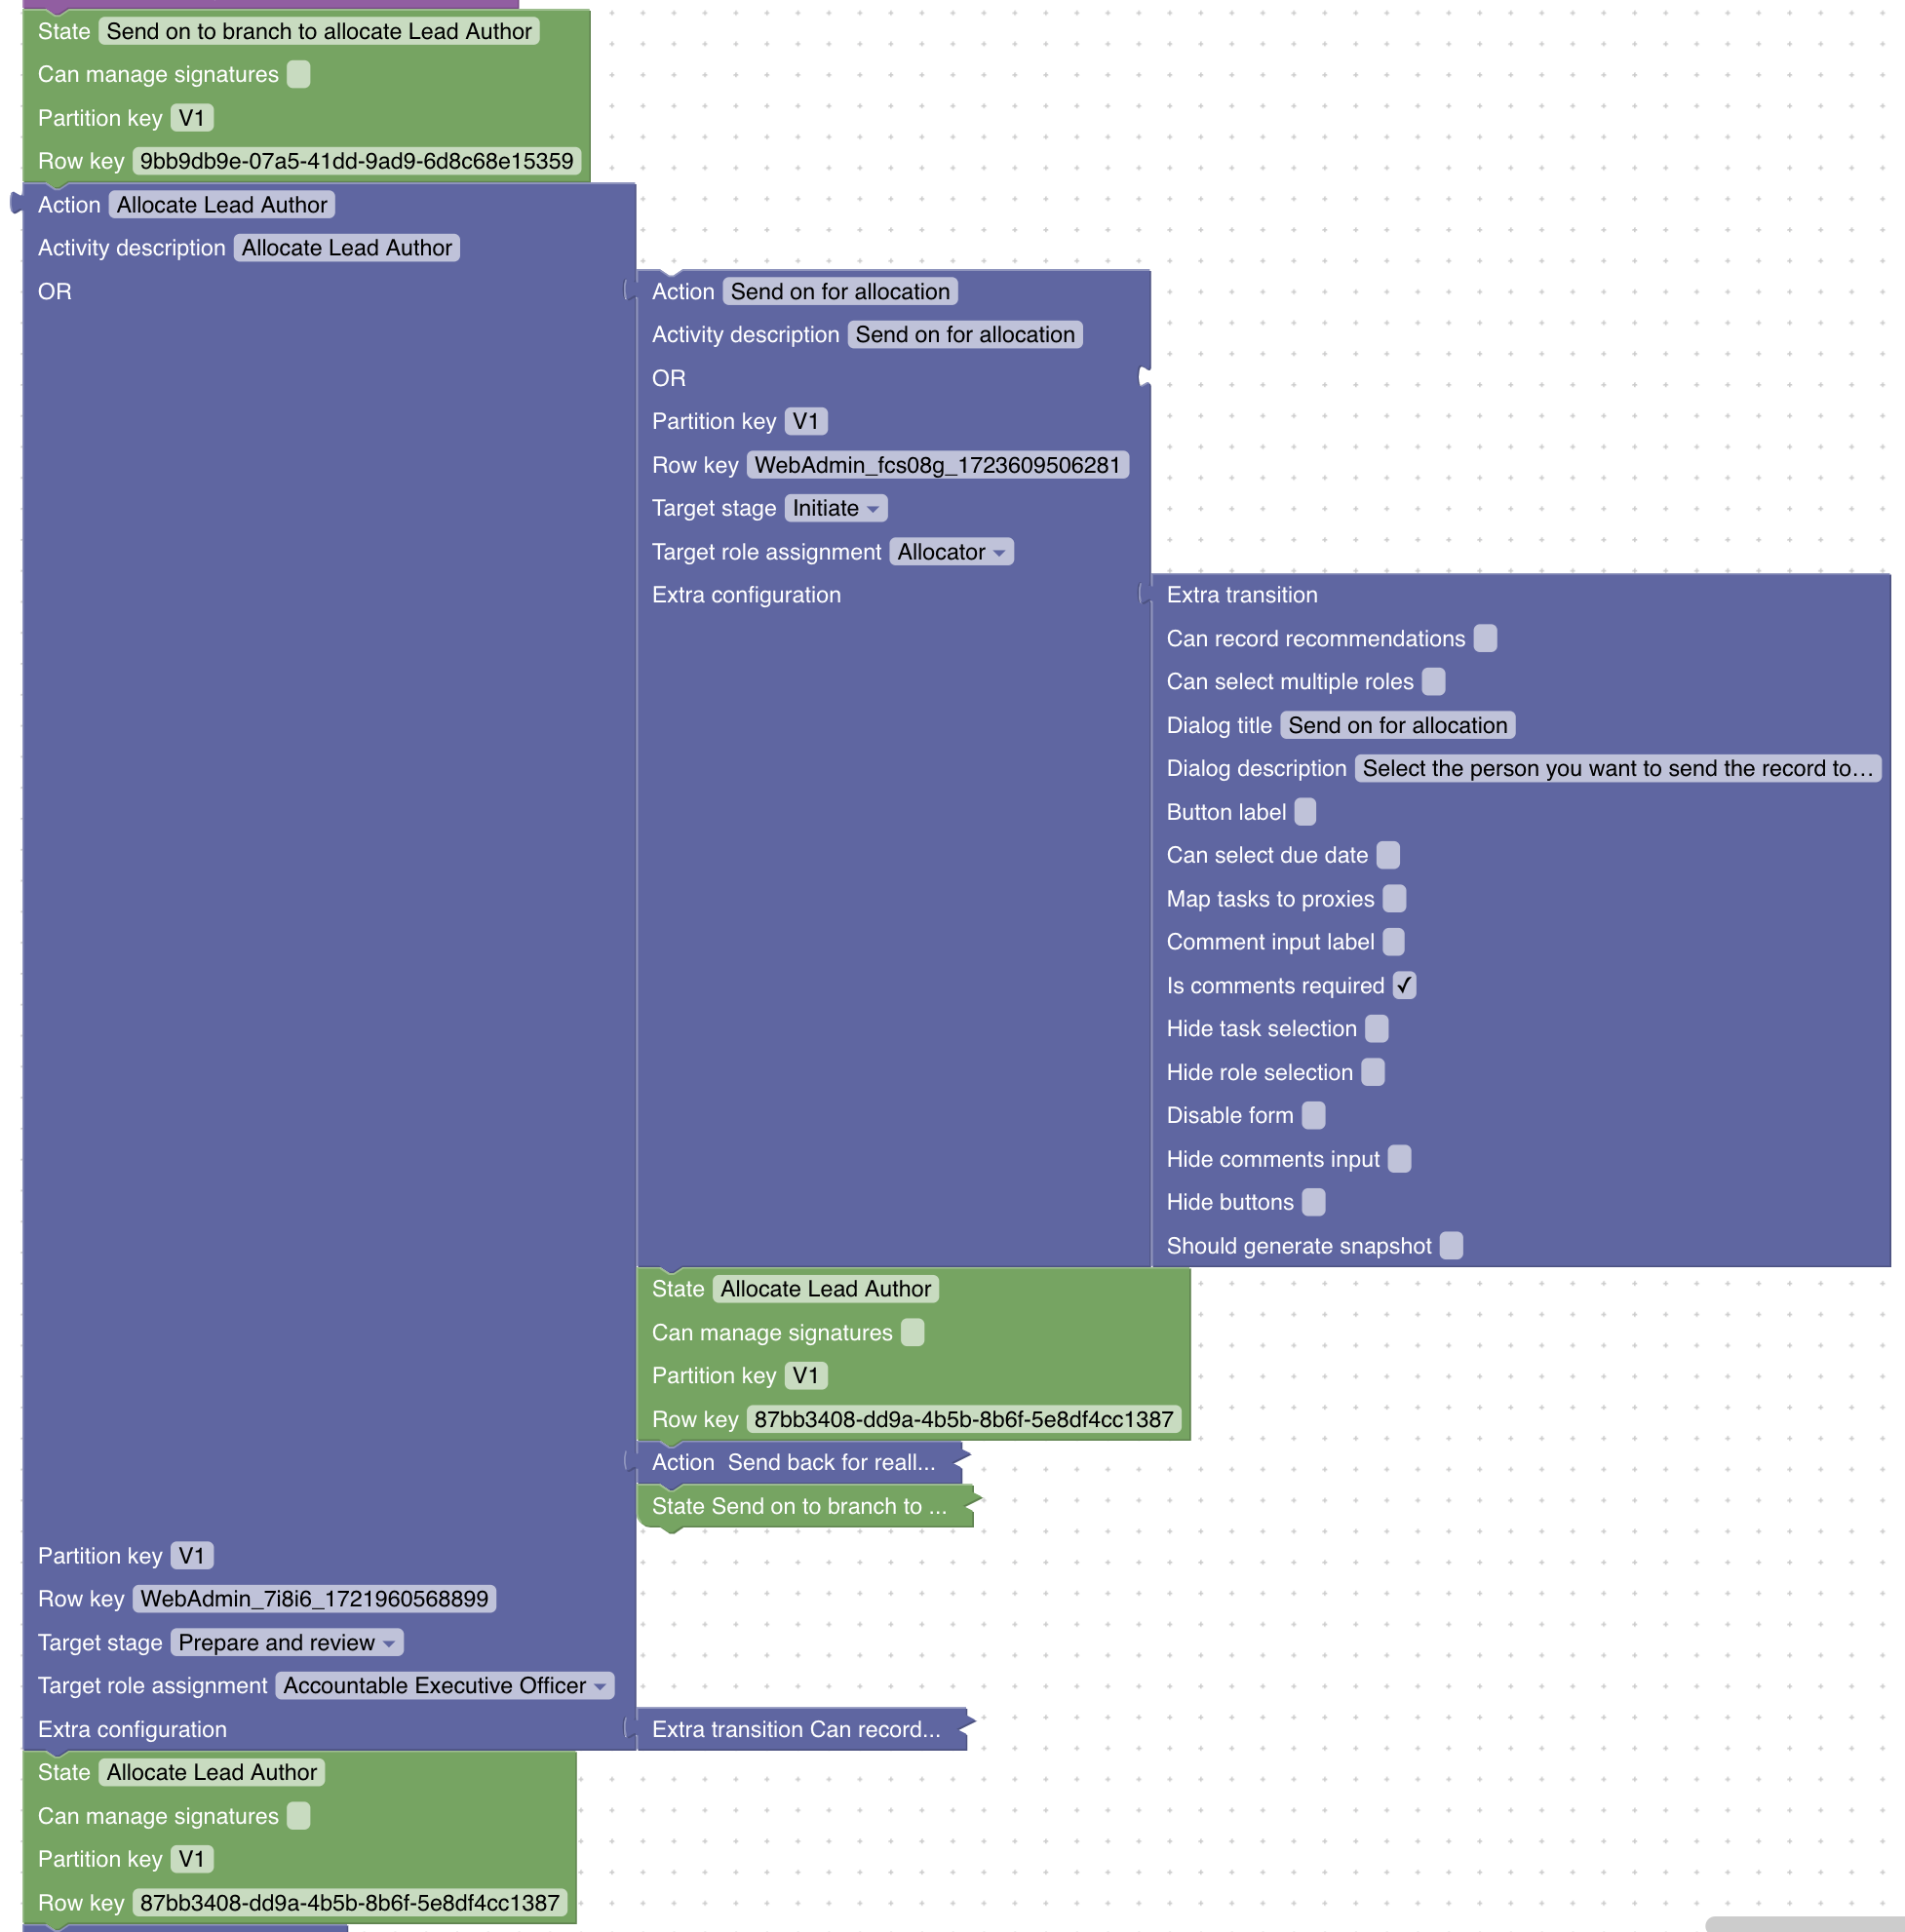 State Send on to branch to allocate Lead Author
Can manage signatures
Partition key V1
Row key 9bb9db9e-07a5-41dd-9ad9-6d8c68e15359
Action Allocate Lead Author
Activity description Allocate Lead Author
OR
Action Send on for allocation
Activity description Send on for allocation
OR
Partition key V1
Row key WebAdmin_fcs08g_1723609506281
Target stage Initiate
Target role assignment Allocator
Extra configuration
Extra transition
Can record recommendations
Can select multiple roles
Dialog title Send on for allocation
Dialog description Select the person you want to send the record to…
Button label
Can select due date
Map tasks to proxies
Comment input label
Is comments required ✓
Hide task selection
Hide role selection
Disable form
Hide comments input
Hide buttons
Should generate snapshot
State Allocate Lead Author
Can manage signatures
Partition key V1
Row key 87bb3408-dd9a-4b5b-8b6f-5e8df4cc1387
Action Send back for reall...
State Send on to branch to ...
Partition key V1
Row key WebAdmin_7i8i6_1721960568899
Target stage Prepare and review
Target role assignment Accountable Executive Officer
Extra configuration
Extra transition Can record...
State Allocate Lead Author
Can manage signatures
Partition key V1
Row key 87bb3408-dd9a-4b5b-8b6f-5e8df4cc1387